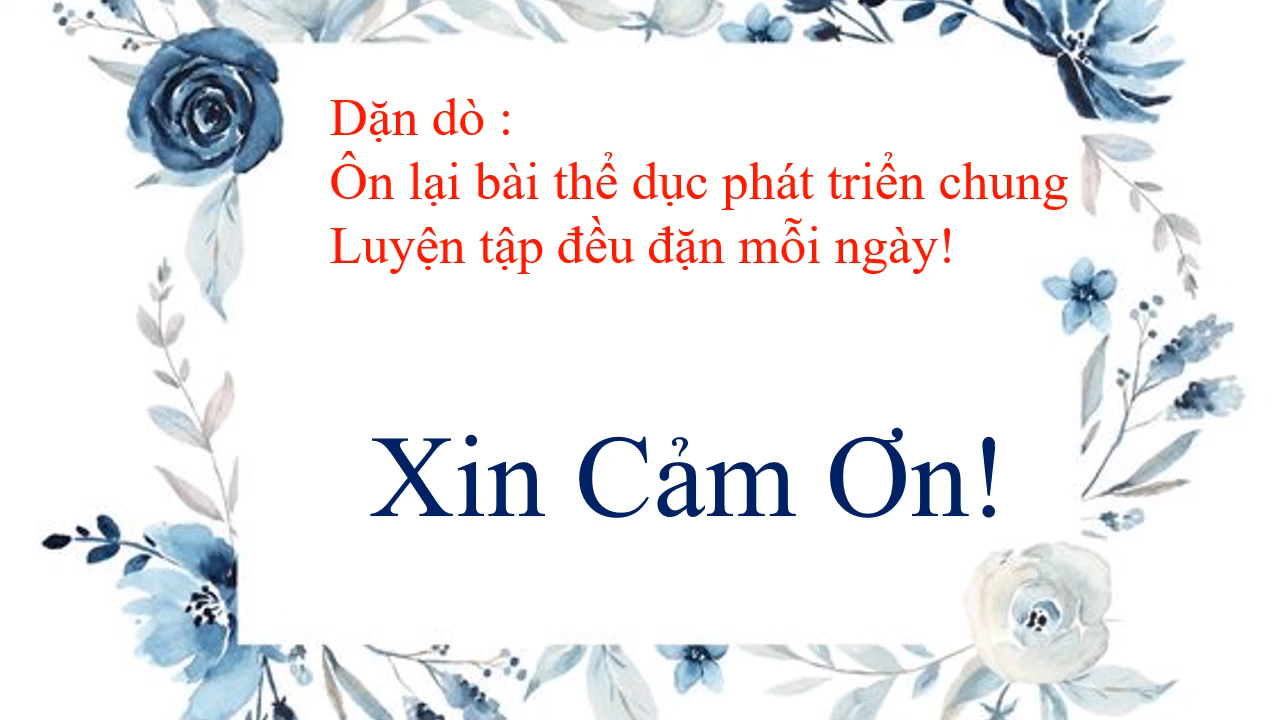 Dặn dò :
Ôn lại bài thể dục phát triển chung
Luyện tập đều đặn mỗi ngày!
Xin Cảm Ơn!